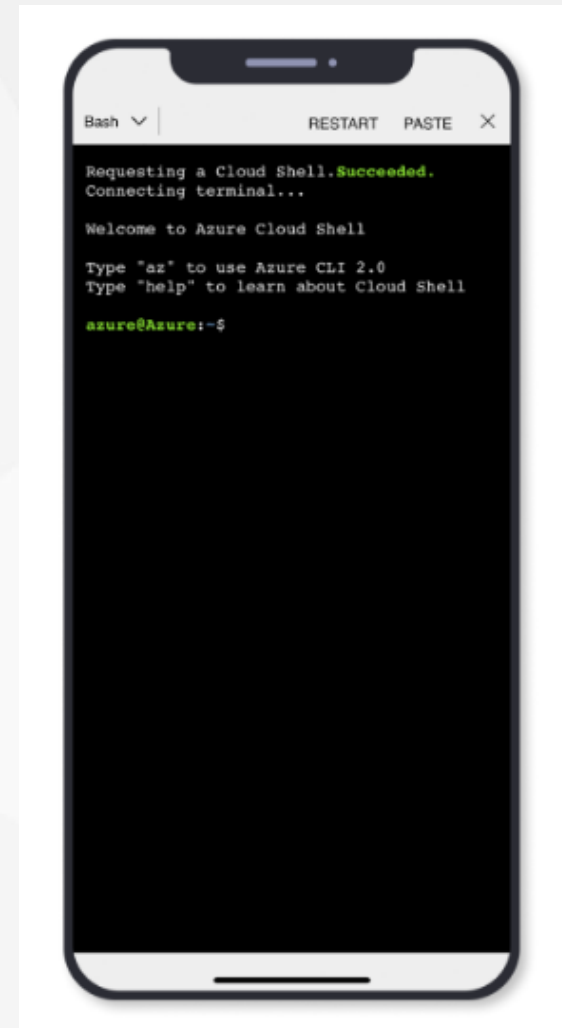 Bash
RESTART PASTE
Requesting a Cloud Shell.Succeeded.
Connecting terminal...
Welcome to Azure Cloud Shell
Type "az" to use Azure CLI 2.0
Type "help" to learn about Cloud Shell
azure@Azure:~$